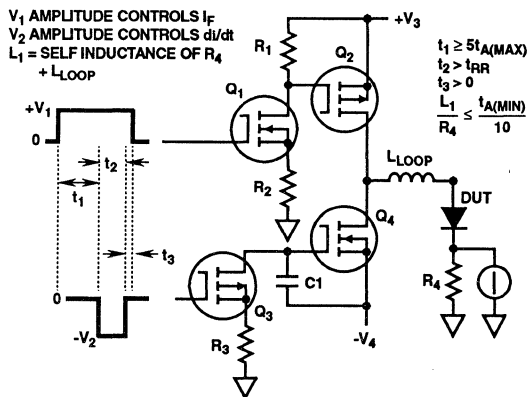 V1 AMPLITUDE CONTROLS IF
V2 AMPLITUDE CONTROLS di/dt
L1 = SELF INDUCTANCE OF R4
+ LLOOP
+V1
0
t2
t1
t3
0
-V2
R1
Q1
R2
Q2
+V3
Q3
R3
C1
Q4
-V4
LLOOP
DUT
R4
t1 ≥ 5tA(MAX)
t2 > tRR
t3 > 0
L1/R4 ≤ tA(MIN)/10